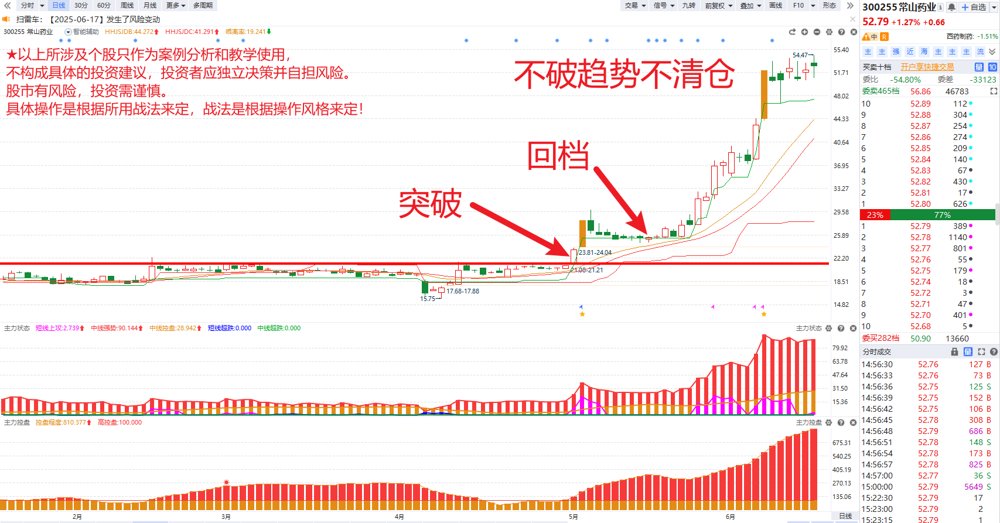 分时 日线 30分 60分 周线 月线 更多 多周期 交易 信号 九转 前复权 叠加 画线 F10 形态
扫雷车：【2025-06-17】发生了风险变动
300255 常山药业 智能辅助 HHJSJDB:44.272 HHJSJDC:41.291 乖离率:19.241
★以上所涉及个股只作为案例分析和教学使用，
不构成具体的投资建议，投资者应独立决策并自担风险。
股市有风险，投资需谨慎。
具体操作是根据所用战法来定，战法是根据操作风格来定！
不破趋势不清仓
回档
突破
54.47
23.81-24.04
21.08-21.21
17.68-17.88
15.75
55.40
51.71
48.02
44.33
40.64
36.95
33.27
29.58
25.89
22.20
18.51
14.82
主力状态 短线上攻:2.739 中线强势:90.144 中线控盘:28.942 短线超跌:0.000 中线超跌:0.000 主力状态
79.92
63.78
47.64
31.50
15.36
主力控盘 控盘程度:810.377 高控盘:100.000 主力控盘
675.31
540.25
405.19
270.13
135.06
2月 3月 4月 5月 6月 日线
300255 常山药业 自选
52.79 +1.27% +0.66
中 R 西药制药: -1.51%
主 主 强 近 海 主 主 主 流
买卖十档 开户享快捷交易 量 10
委比 -54.80% 委差 -33123
委卖465档 56.86 46783
10 52.89 112
9 52.88 304
8 52.87 254
7 52.86 274
6 52.85 209
5 52.84 140
4 52.83 67
3 52.82 430
2 52.81 17
1 52.80 626
23% 77%
1 52.79 389
2 52.78 1140
3 52.77 801
4 52.76 55
5 52.75 179
6 52.74 18
7 52.72 3
8 52.71 47
9 52.70 401
10 52.68 5
委买282档 50.90 13660
分时成交 量
14:56:30 52.76 127 B
14:56:33 52.76 73 B
14:56:36 52.75 125 S
14:56:39 52.75 152 B
14:56:42 52.75 106 B
14:56:45 52.78 308 B
14:56:48 52.79 686 B
14:56:51 52.78 148 S
14:56:54 52.78 173 B
14:56:57 52.78 825 B
14:57:00 52.77 36 S
15:00:00 52.79 5649 S
15:22:30 52.79 17
15:23:00 52.79 2
15:23:15 52.79 1